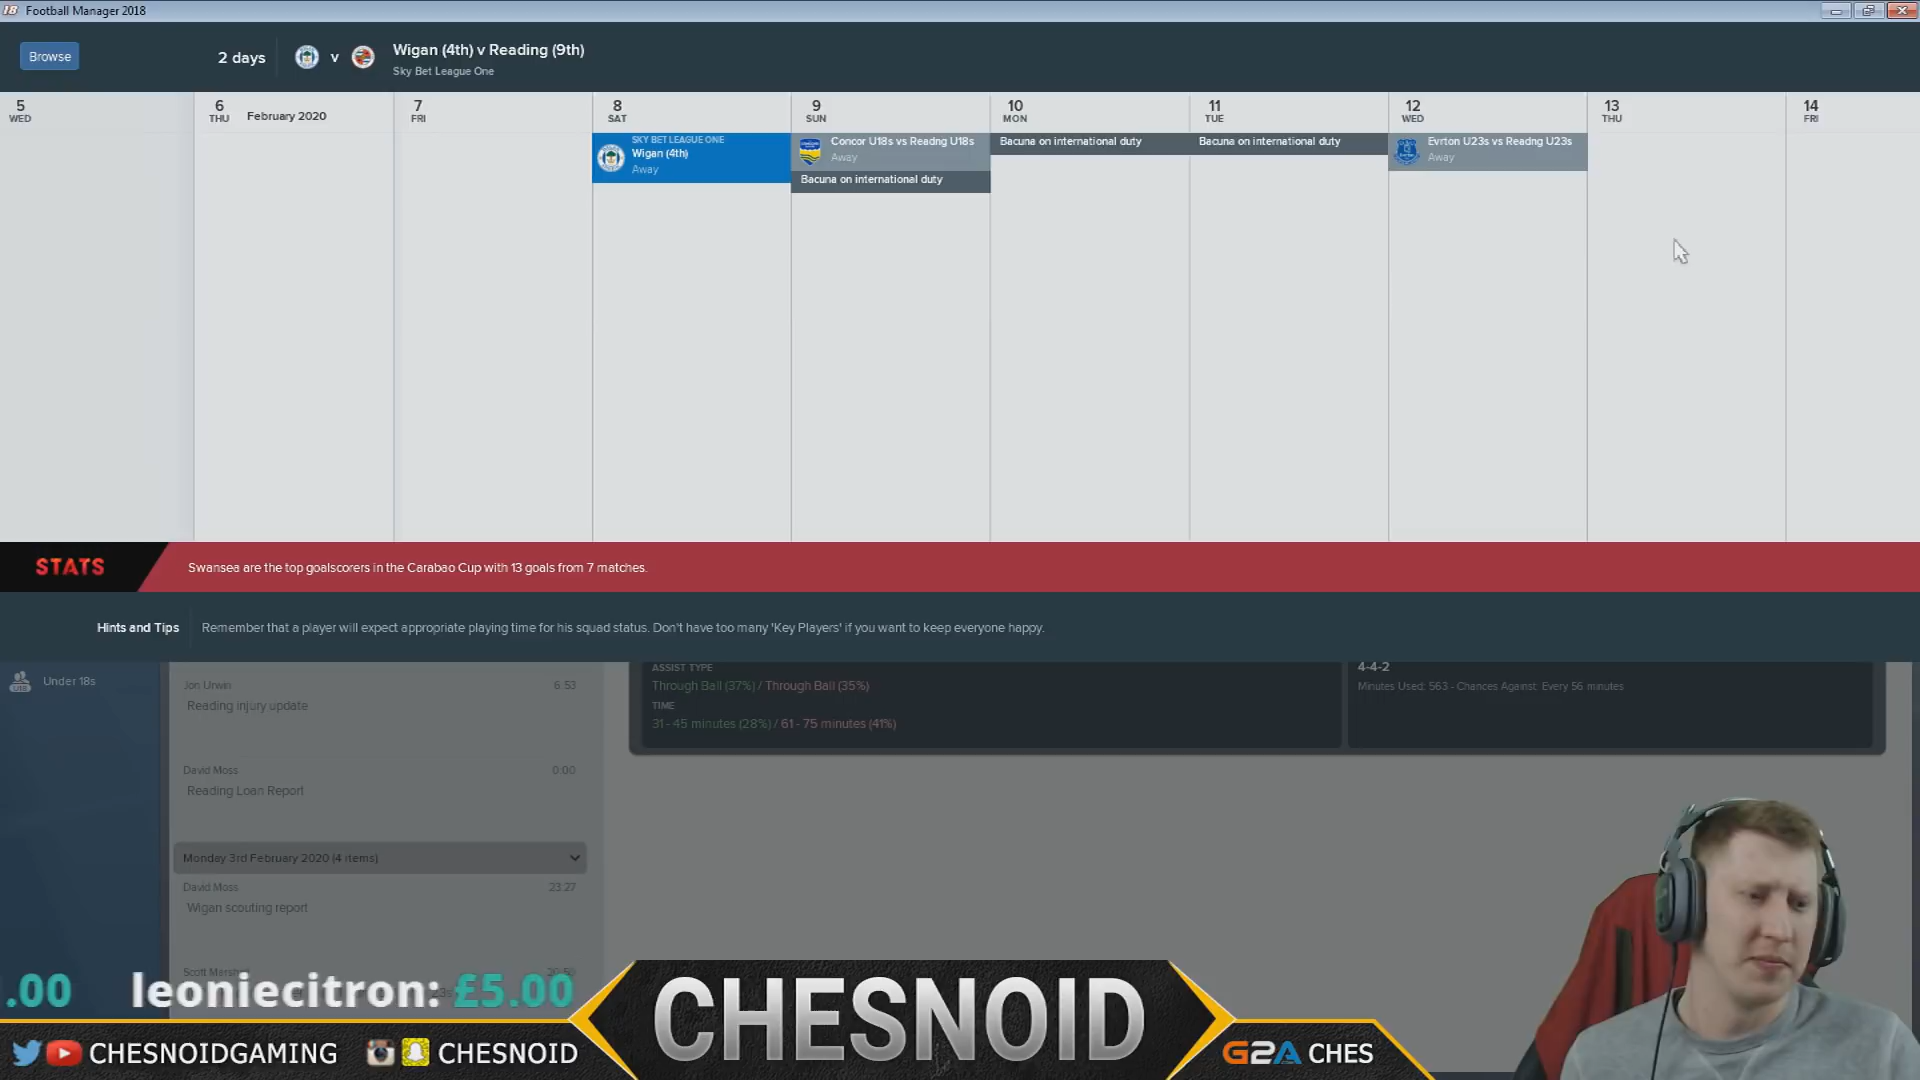 18 Football Manager 2018
Browse
2 days
v
Wigan (4th) v Reading (9th)
Sky Bet League One
5
WED
6
THU
February 2020
7
FRI
8
SAT
9
SUN
10
MON
11
TUE
12
WED
13
THU
14
FRI
SKY BET LEAGUE ONE
Wigan (4th)
Away
Concor U18s vs Readng U18s
Away
Bacuna on international duty
Bacuna on international duty
Bacuna on international duty
Evrton U23s vs Readng U23s
Away
STATS
Swansea are the top goalscorers in the Carabao Cup with 13 goals from 7 matches.
Hints and Tips
Remember that a player will expect appropriate playing time for his squad status. Don't have too many 'Key Players' if you want to keep everyone happy.
U18
Under 18s
Jon Urwin
6:53
Reading injury update
David Moss
0:00
Reading Loan Report
Monday 3rd February 2020 (4 items)
David Moss
23:27
Wigan scouting report
ASSIST TYPE
Through Ball (37%) / Through Ball (35%)
TIME
31 - 45 minutes (28%) / 61 - 75 minutes (41%)
4-4-2
Minutes Used: 563 - Chances Against: Every 56 minutes
.00 leoniecitron: £5.00
CHESNOID
CHESNOIDGAMING
CHESNOID
G2A CHES